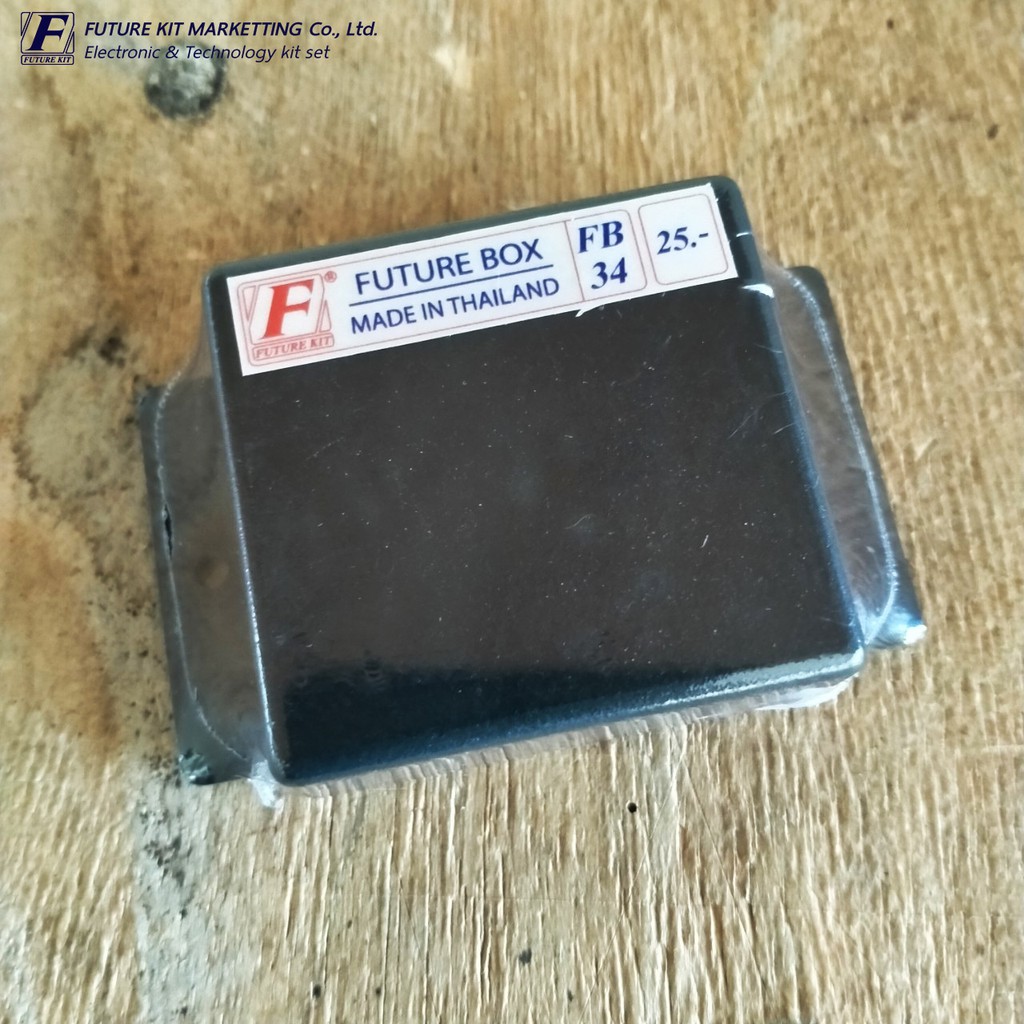 F
FUTURE KIT
FUTURE KIT MARKETTING Co., Ltd.
Electronic & Technology kit set
F®
FUTURE KIT
FUTURE BOX
MADE IN THAILAND
FB
34
25.-